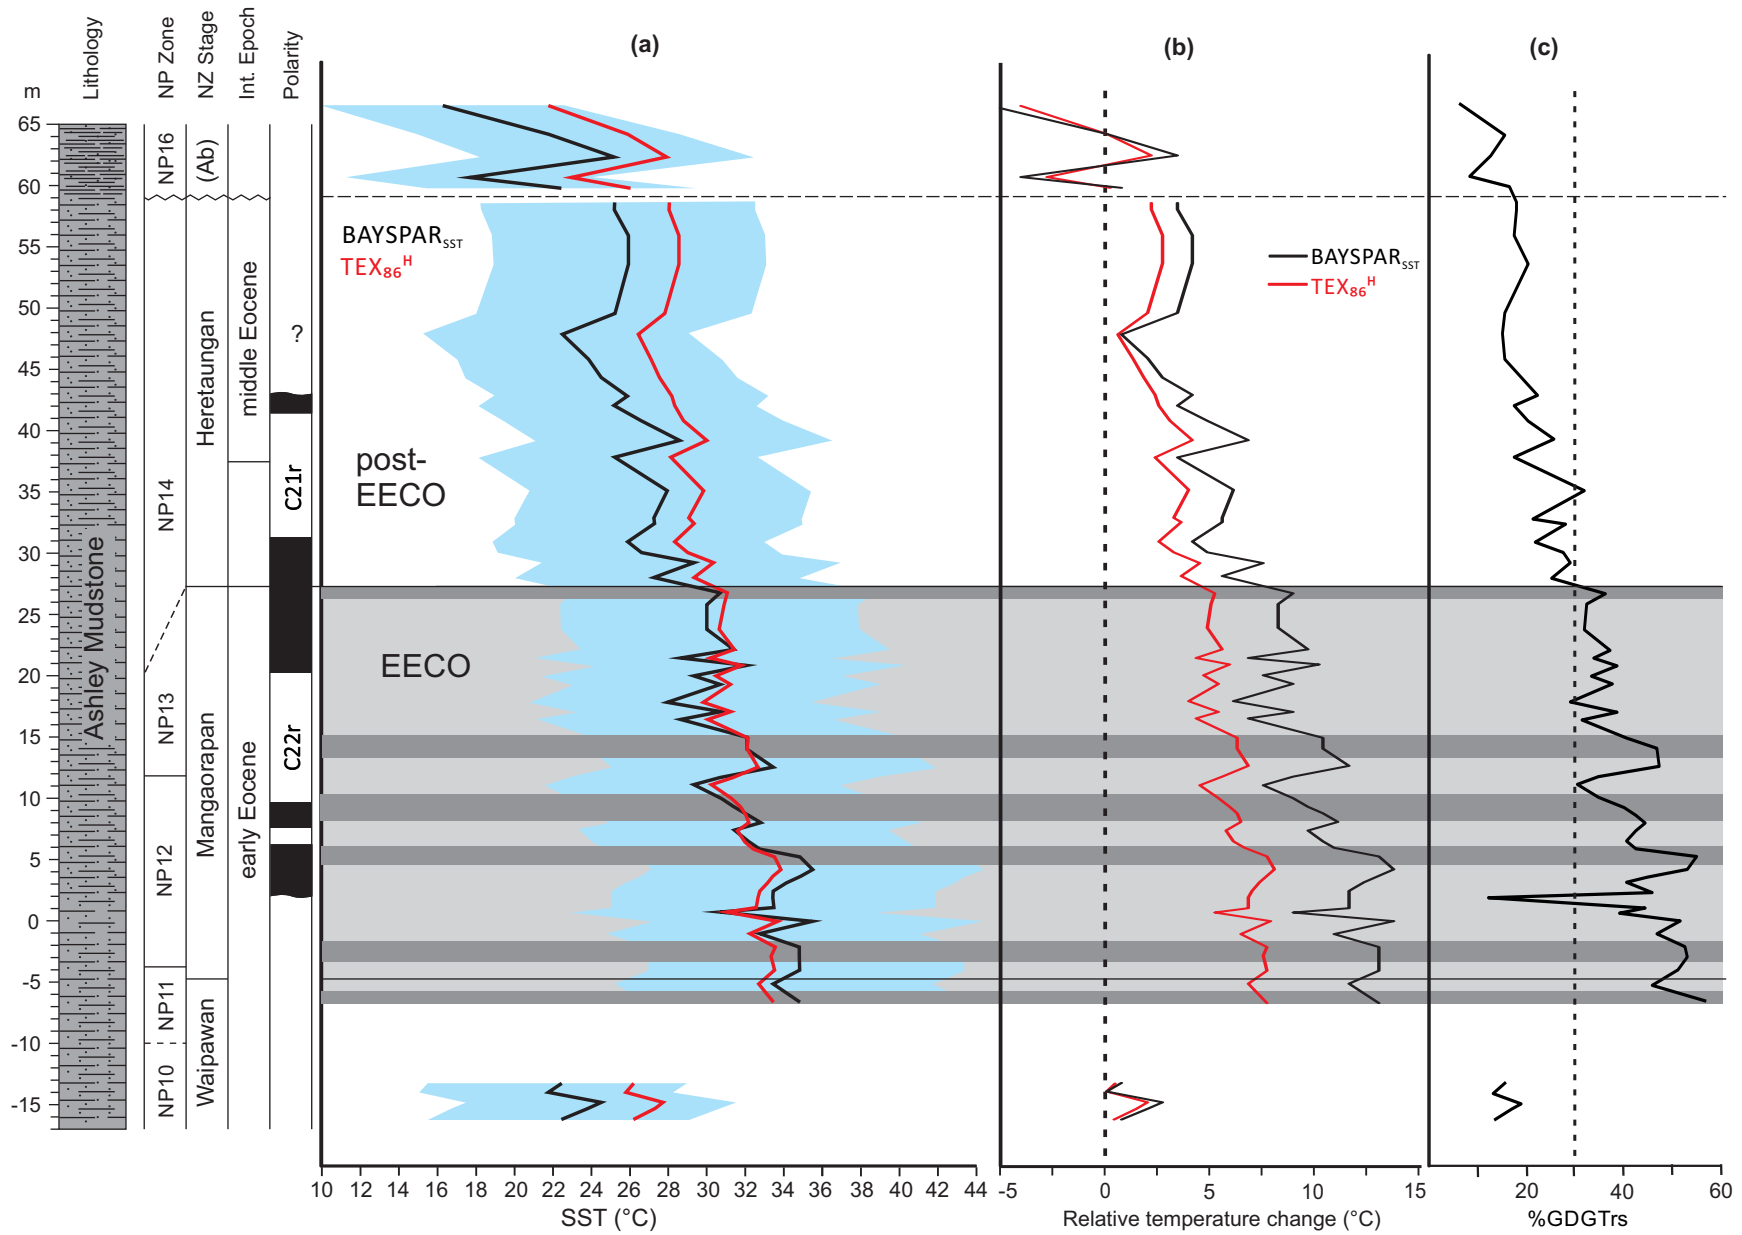 (a)
(b)
(c)
m
Lithology
NP Zone
NZ Stage
Int. Epoch
Polarity
65
60
55
50
45
40
35
30
25
20
15
10
5
0
-5
-10
-15
Ashley Mudstone
NP16
NP14
NP13
NP12
NP11
NP10
(Ab)
Heretaungan
Mangaorapan
Waipawan
middle Eocene
early Eocene
?
C21r
C22r
BAYSPAR SST
TEX₈₆ᴴ
post-
EECO
EECO
BAYSPAR SST
TEX₈₆ᴴ
10 12 14 16 18 20 22 24 26 28 30 32 34 36 38 40 42 44
SST (°C)
-5 0 5 10 15
Relative temperature change (°C)
20 40 60
%GDGTrs